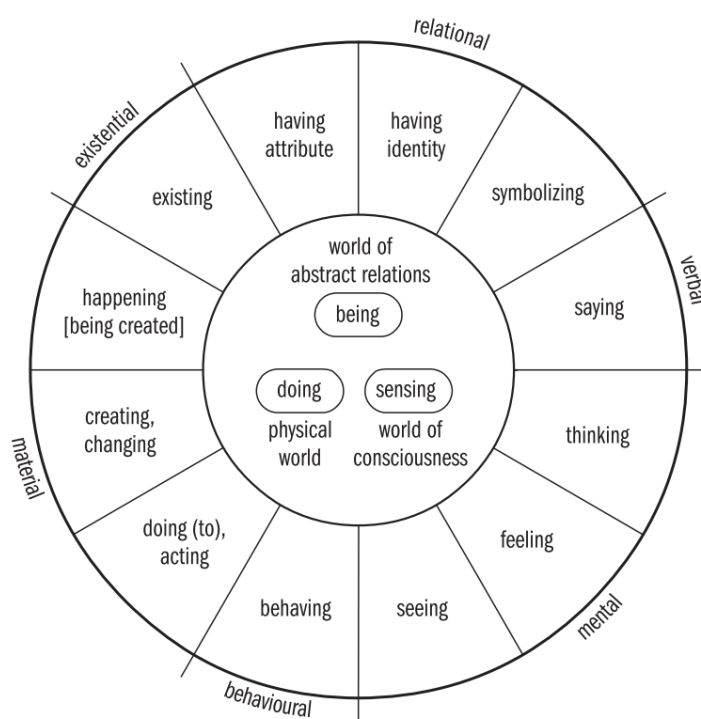 relational
existential
having
attribute
having
identity
existing
symbolizing
verbal
world of
abstract relations
being
happening
[being created]
saying
doing
sensing
physical
world
world of
consciousness
creating,
changing
thinking
material
doing (to),
acting
feeling
behaving
seeing
mental
behavioural